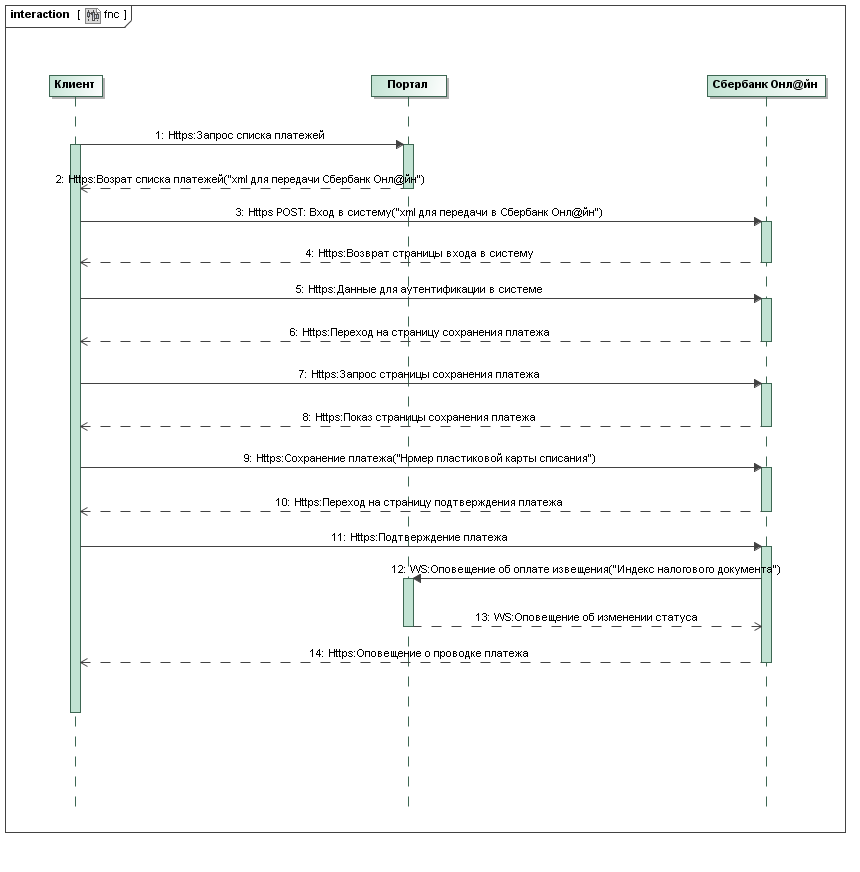 interaction [ fnc ]
Клиент
Портал
Сбербанк Онл@йн
1: Https:Запрос списка платежей
2: Https:Возрат списка платежей("xml для передачи Сбербанк Онл@йн")
3: Https POST: Вход в систему("xml для передачи в Сбербанк Онл@йн")
4: Https:Возврат страницы входа в систему
5: Https:Данные для аутентификации в системе
6: Https:Переход на страницу сохранения платежа
7: Https:Запрос страницы сохранения платежа
8: Https:Показ страницы сохранения платежа
9: Https:Сохранение платежа("Номер пластиковой карты списания")
10: Https:Переход на страницу подтверждения платежа
11: Https:Подтверждение платежа
12: WS:Оповещение об оплате извещения("Индекс налогового документа")
13: WS:Оповещение об изменении статуса
14: Https:Оповещение о проводке платежа